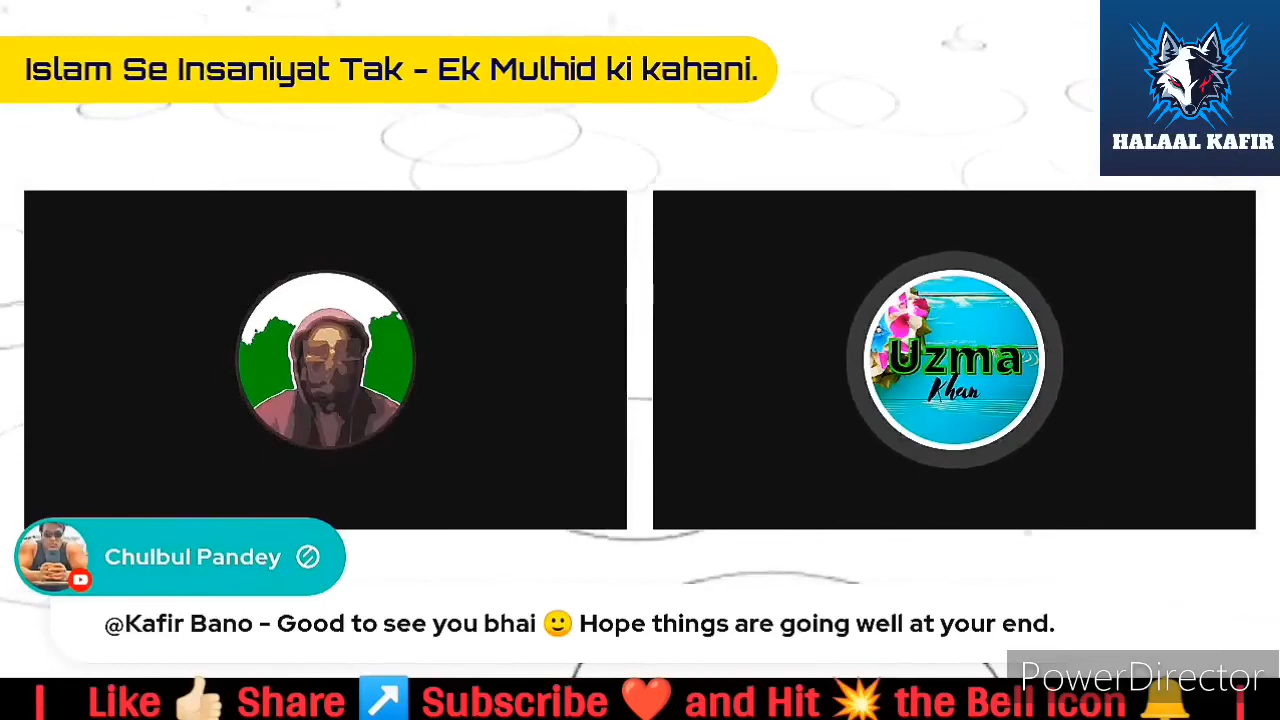 Islam Se Insaniyat Tak - Ek Mulhid ki kahani.
HALAAL KAFIR
Uzma
Khan
Chulbul Pandey
@Kafir Bano - Good to see you bhai 🙂 Hope things are going well at your end.
PowerDirector
| Like 👍🏻 Share ↗️ Subscribe ❤️ and Hit 💥 the Bell Icon 🔔 |